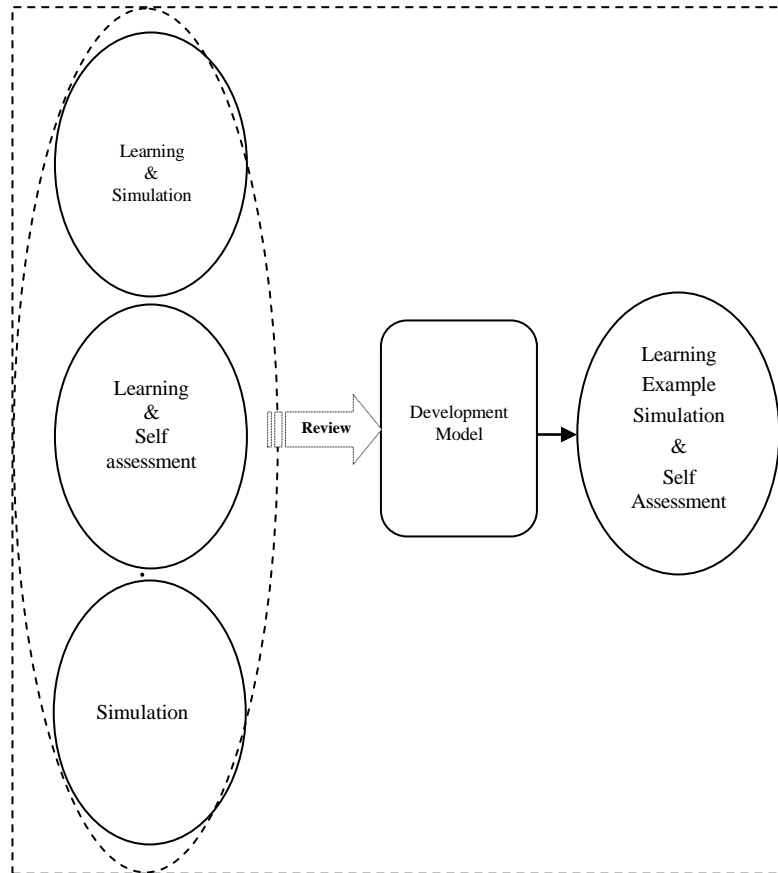 Learning
&
Simulation
Learning
&
Self
assessment
Simulation
Review
Development
Model
Learning
Example
Simulation
&
Self
Assessment